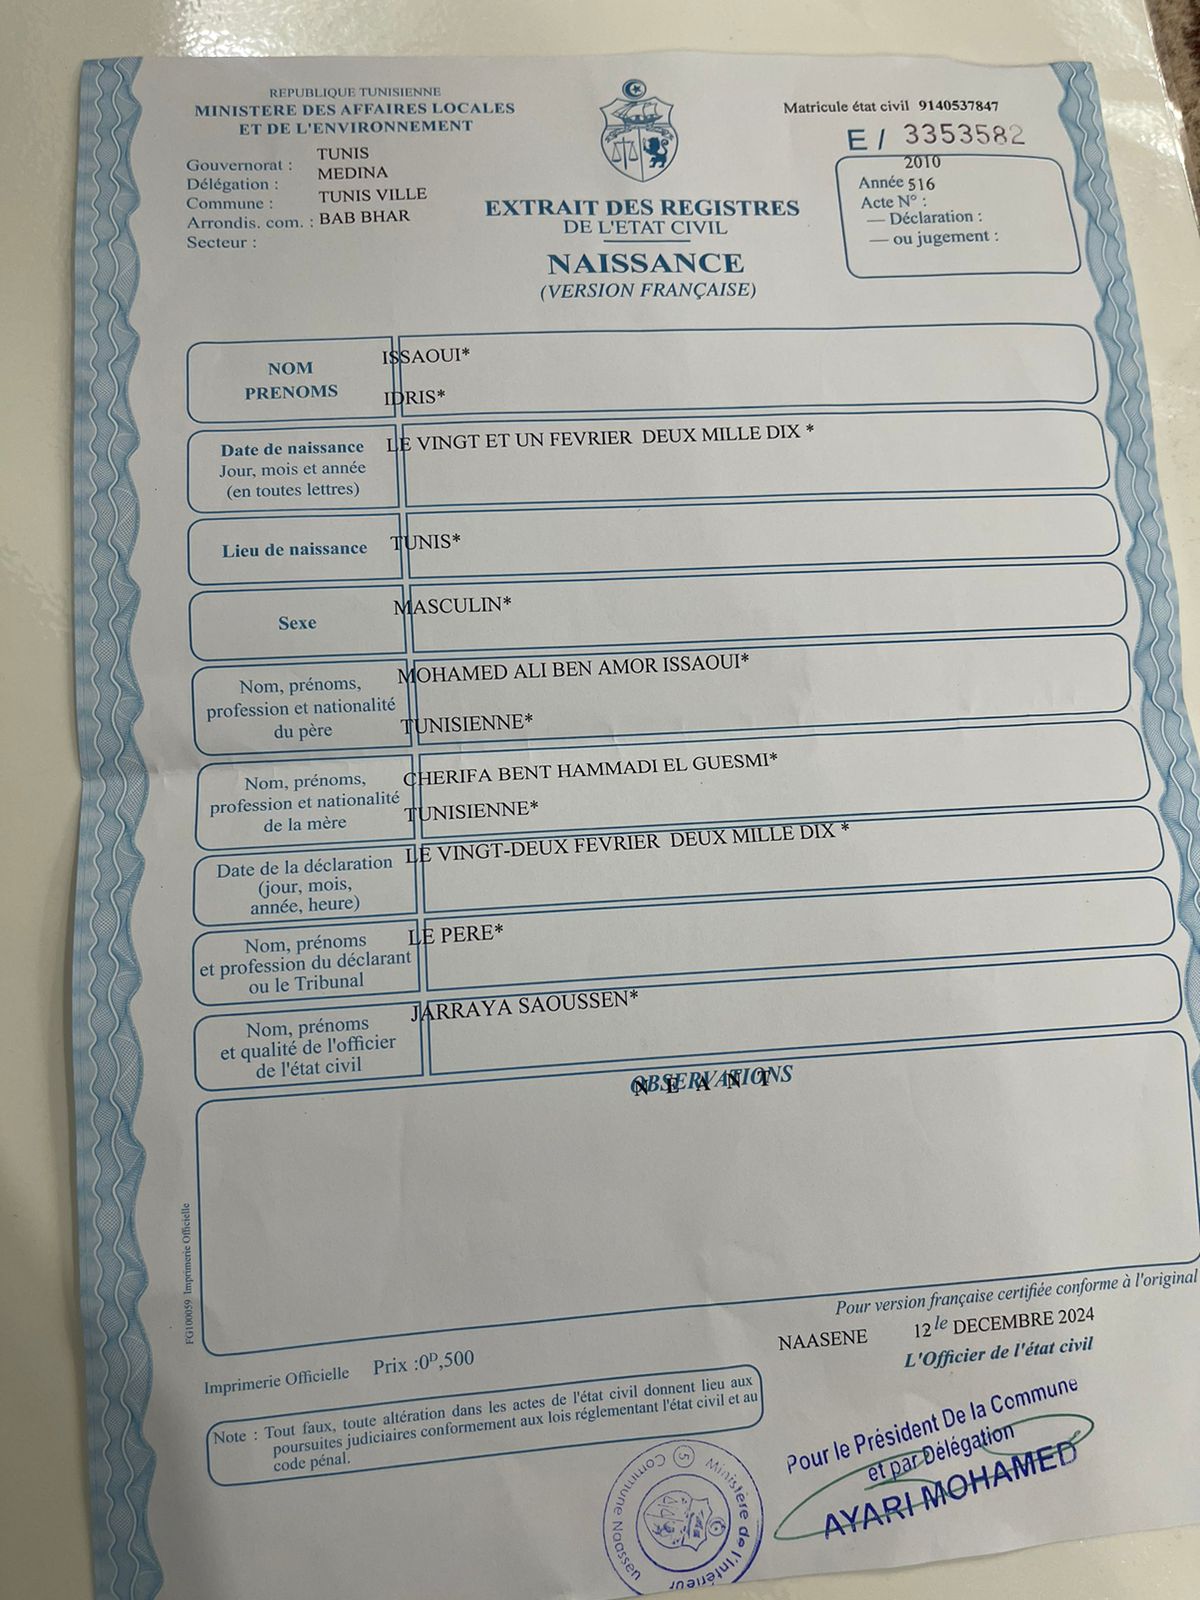 REPUBLIQUE TUNISIENNE
MINISTERE DES AFFAIRES LOCALES
ET DE L'ENVIRONNEMENT
Gouvernorat : TUNIS
Délégation : MEDINA
Commune : TUNIS VILLE
Arrondis. com. : BAB BHAR
Secteur :
EXTRAIT DES REGISTRES
DE L'ETAT CIVIL
NAISSANCE
(VERSION FRANÇAISE)
Matricule état civil 9140537847
E / 3353582
2010
Année 516
Acte N° :
— Déclaration :
— ou jugement :
NOM ISSAOUI*
PRENOMS IDRIS*
Date de naissance LE VINGT ET UN FEVRIER DEUX MILLE DIX *
Jour, mois et année
(en toutes lettres)
Lieu de naissance TUNIS*
Sexe MASCULIN*
Nom, prénoms, MOHAMED ALI BEN AMOR ISSAOUI*
profession et nationalité
du père TUNISIENNE*
Nom, prénoms, CHERIFA BENT HAMMADI EL GUESMI*
profession et nationalité TUNISIENNE*
de la mère
Date de la déclaration LE VINGT-DEUX FEVRIER DEUX MILLE DIX *
(jour, mois,
année, heure)
Nom, prénoms LE PERE*
et profession du déclarant
ou le Tribunal
Nom, prénoms JARRAYA SAOUSSEN*
et qualité de l'officier
de l'état civil
OBSERVATIONS
N E A N T
FG100059 Imprimerie Officielle
Pour version française certifiée conforme à l'original
NAASENE 12 le DECEMBRE 2024
L'Officier de l'état civil
Imprimerie Officielle Prix :0D,500
Note : Tout faux, toute altération dans les actes de l'état civil donnent lieu aux
poursuites judiciaires conformement aux lois réglementant l'état civil et au
code pénal.
Pour le Président De la Commune
et par Délégation
AYARI MOHAMED
Ministère de l'Intérieur
Commune Naassen
5